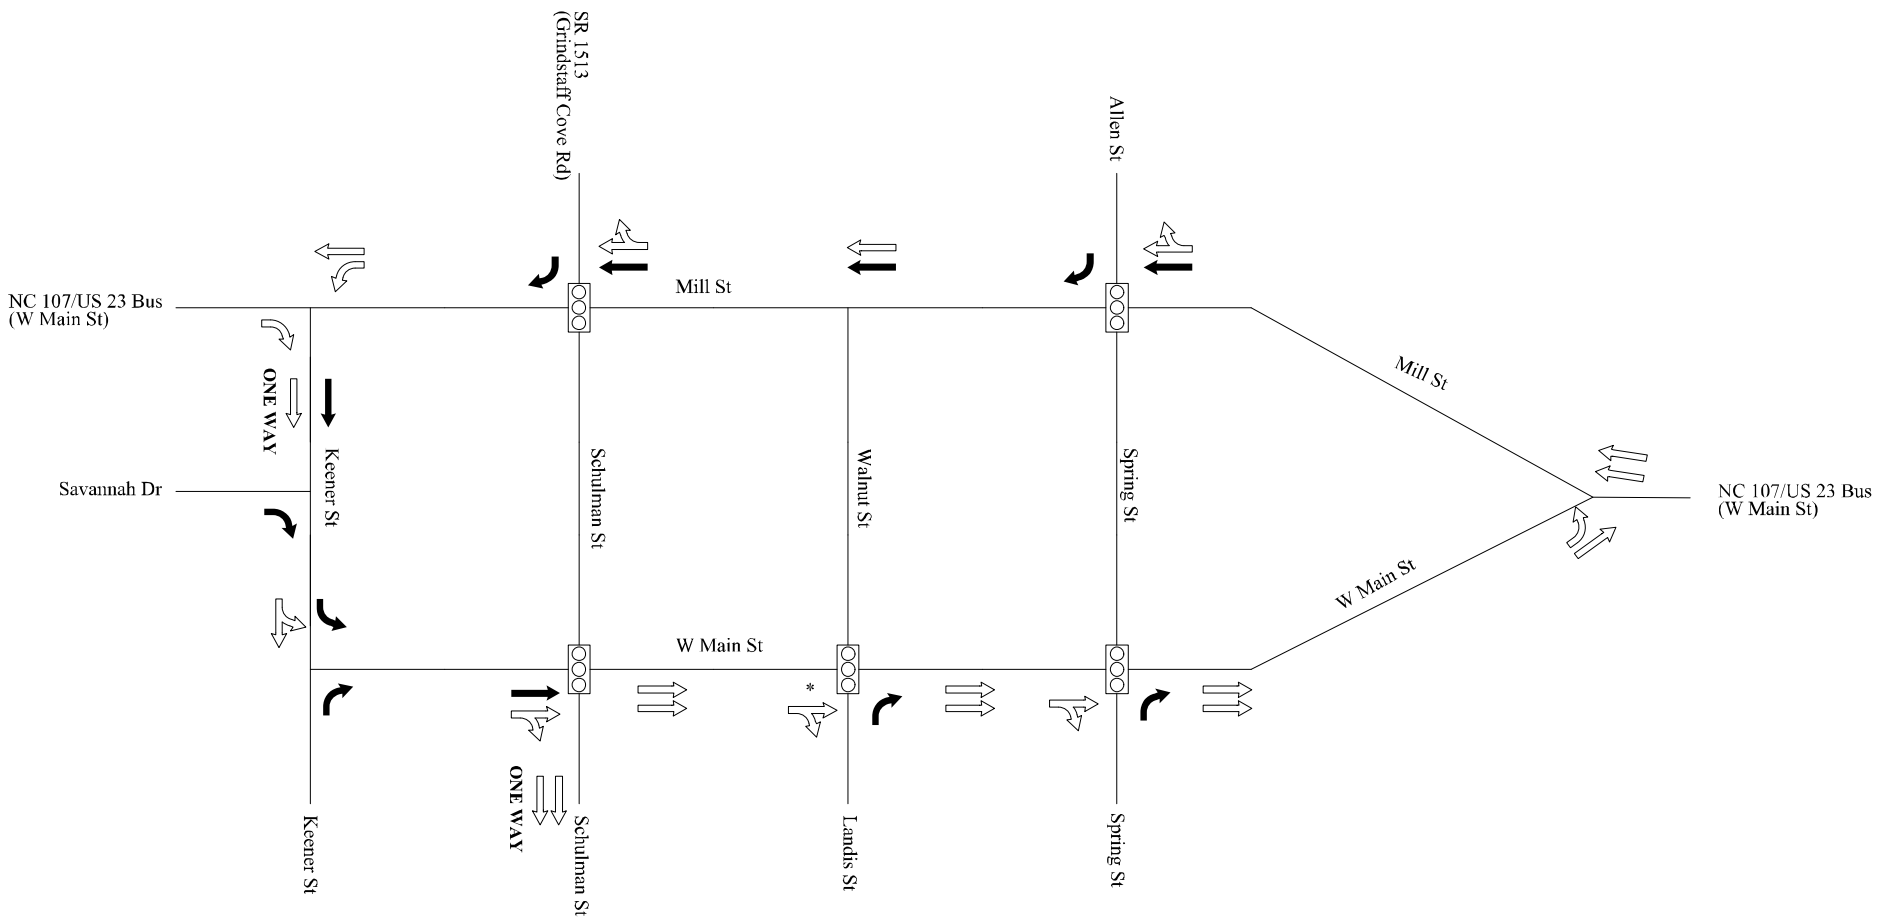 SR 1513
(Grindstaff Cove Rd)
Allen St
Mill St
NC 107/US 23 Bus
(W Main St)
Mill St
ONE WAY
Keener St
Schulman St
Walnut St
Spring St
Savannah Dr
NC 107/US 23 Bus
(W Main St)
W Main St
W Main St
*
ONE WAY
Keener St
Schulman St
Landis St
Spring St